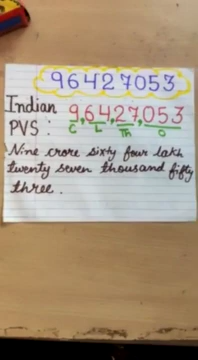 96427053
Indian 9,64,27,053
PVS : C L Th O
Nine crore sixty four lakh
twenty seven thousand fifty
three.